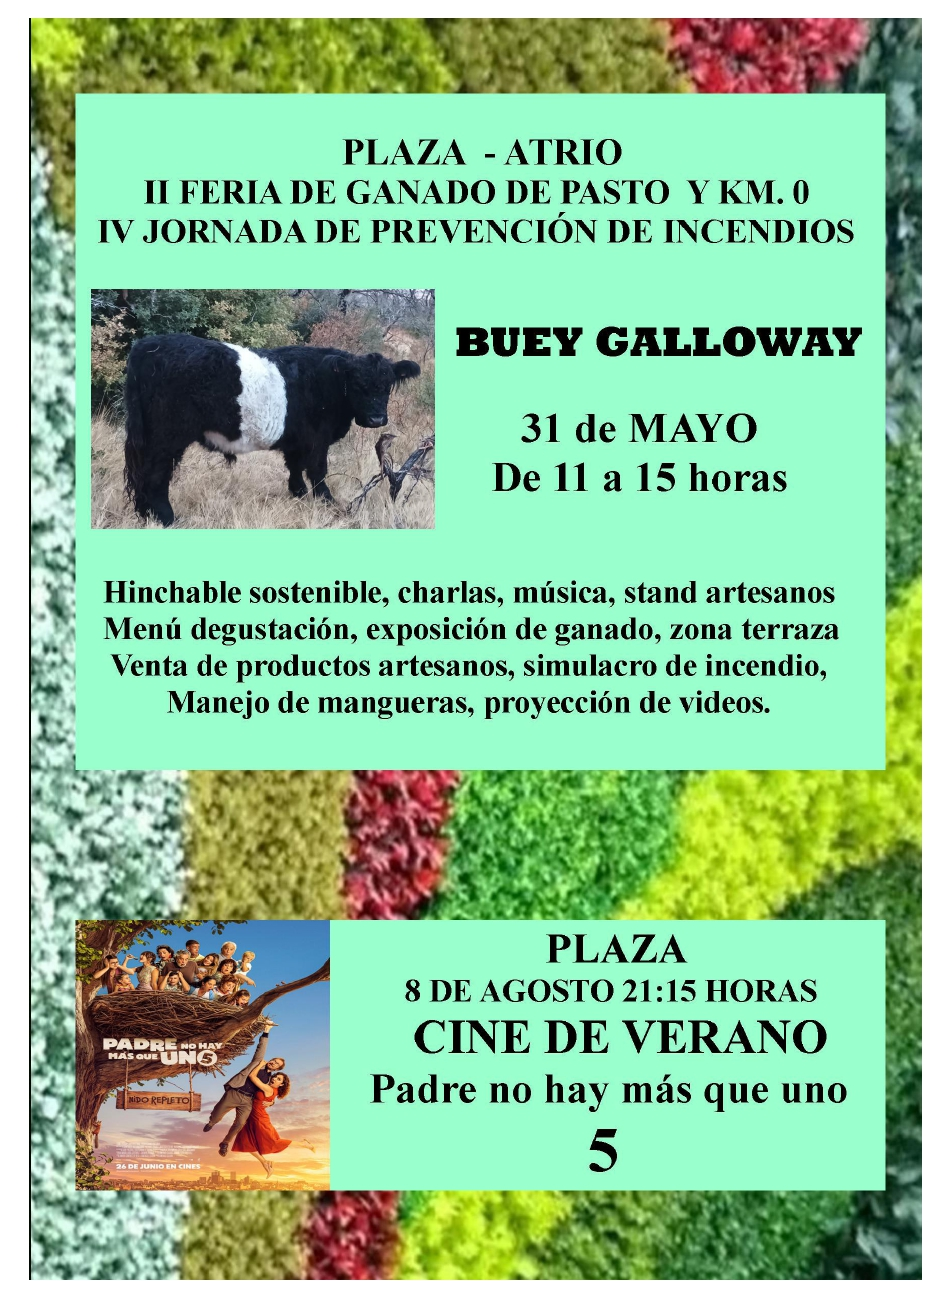 PLAZA - ATRIO
II FERIA DE GANADO DE PASTO Y KM. 0
IV JORNADA DE PREVENCIÓN DE INCENDIOS
BUEY GALLOWAY
31 de MAYO
De 11 a 15 horas
Hinchable sostenible, charlas, música, stand artesanos
Menú degustación, exposición de ganado, zona terraza
Venta de productos artesanos, simulacro de incendio,
Manejo de mangueras, proyección de videos.
PADRE NO HAY
MÁS QUE UNO 5
NIDO REPLETO
26 DE JUNIO EN CINES
PLAZA
8 DE AGOSTO 21:15 HORAS
CINE DE VERANO
Padre no hay más que uno
5